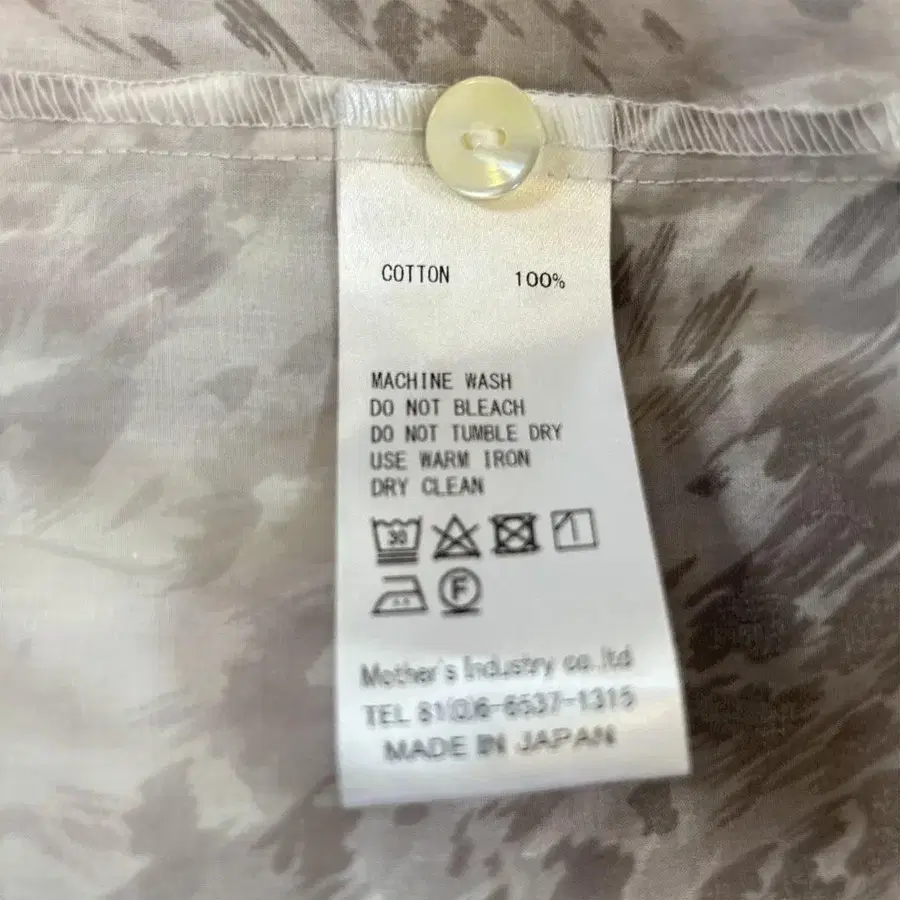 COTTON 100%
MACHINE WASH
DO NOT BLEACH
DO NOT TUMBLE DRY
USE WARM IRON
DRY CLEAN
30
F
Mother's Industry co.,ltd
TEL 81(0)6-6537-1315
MADE IN JAPAN